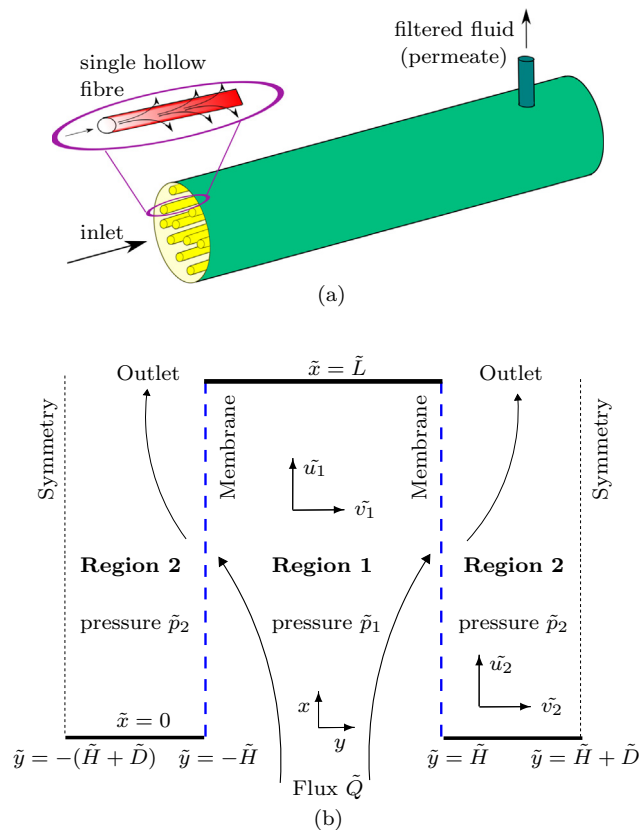 filtered fluid
(permeate)
single hollow
fibre
inlet
(a)
x̃ = L̃
Outlet
Outlet
Symmetry
Membrane
Membrane
Symmetry
ũ₁
ṽ₁
Region 2
Region 1
Region 2
pressure p̃₂
pressure p̃₁
pressure p̃₂
ũ₂
ṽ₂
x
y
x̃ = 0
ỹ = −(H̃ + D̃)
ỹ = −H̃
ỹ = H̃
ỹ = H̃ + D̃
Flux Q̃
(b)